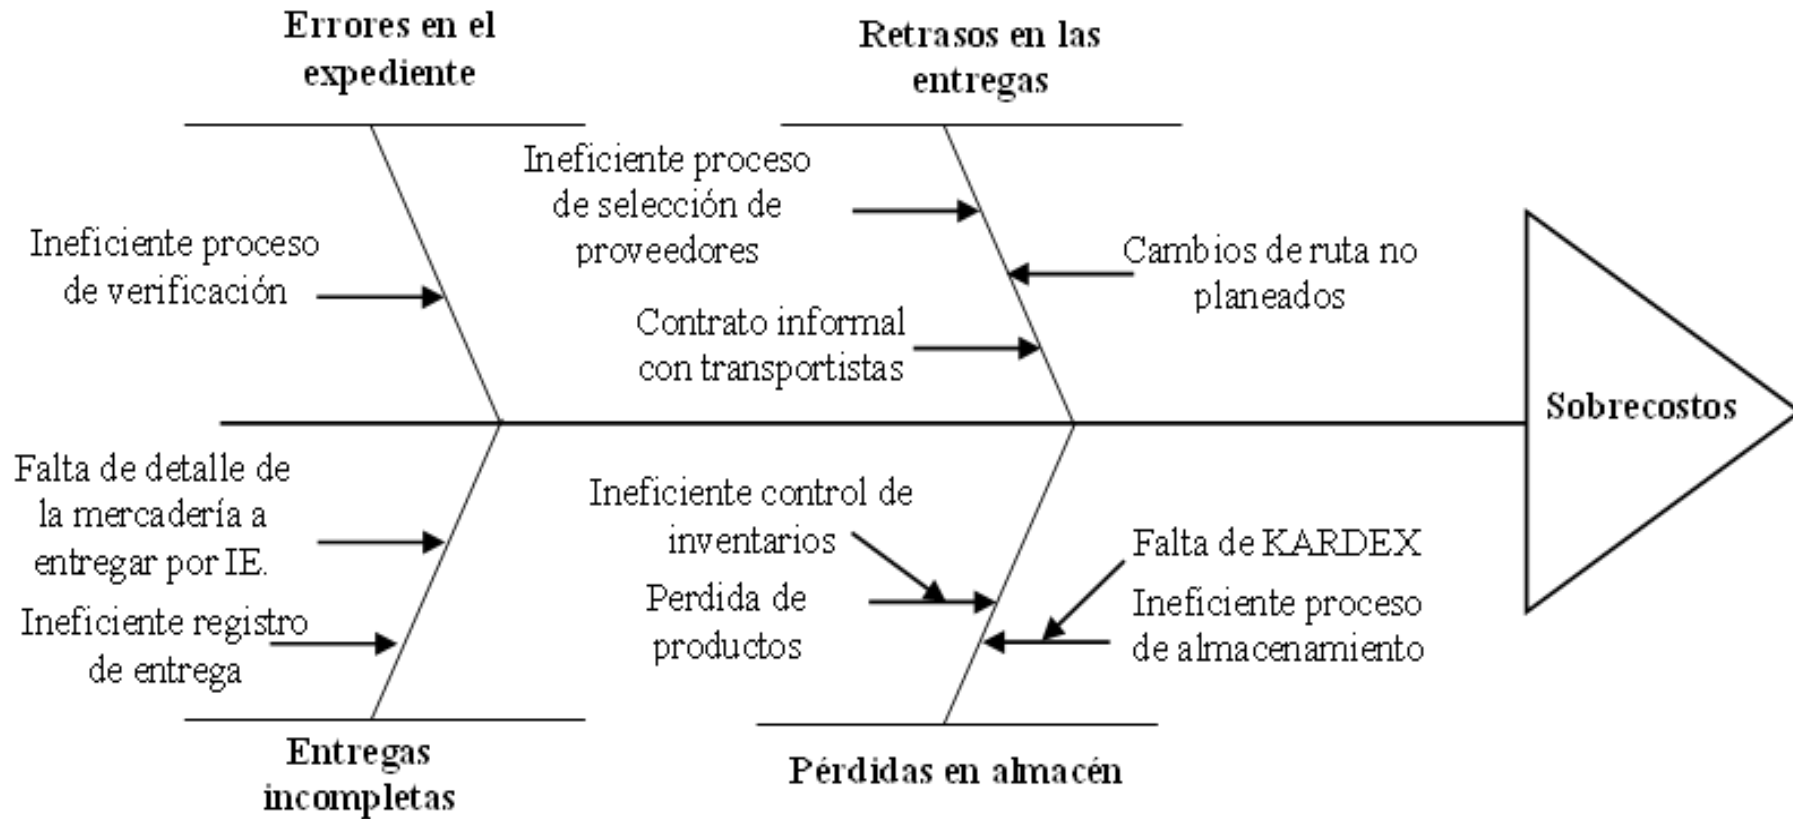 Errores en el
expediente
Retrasos en las
entregas
Ineficiente proceso
de selección de
proveedores
Ineficiente proceso
de verificación
Cambios de ruta no
planeados
Contrato informal
con transportistas
Sobrecostos
Falta de detalle de
la mercadería a
entregar por IE.
Ineficiente control de
inventarios
Falta de KARDEX
Perdida de
productos
Ineficiente proceso
de almacenamiento
Ineficiente registro
de entrega
Entregas
incompletas
Pérdidas en almacén